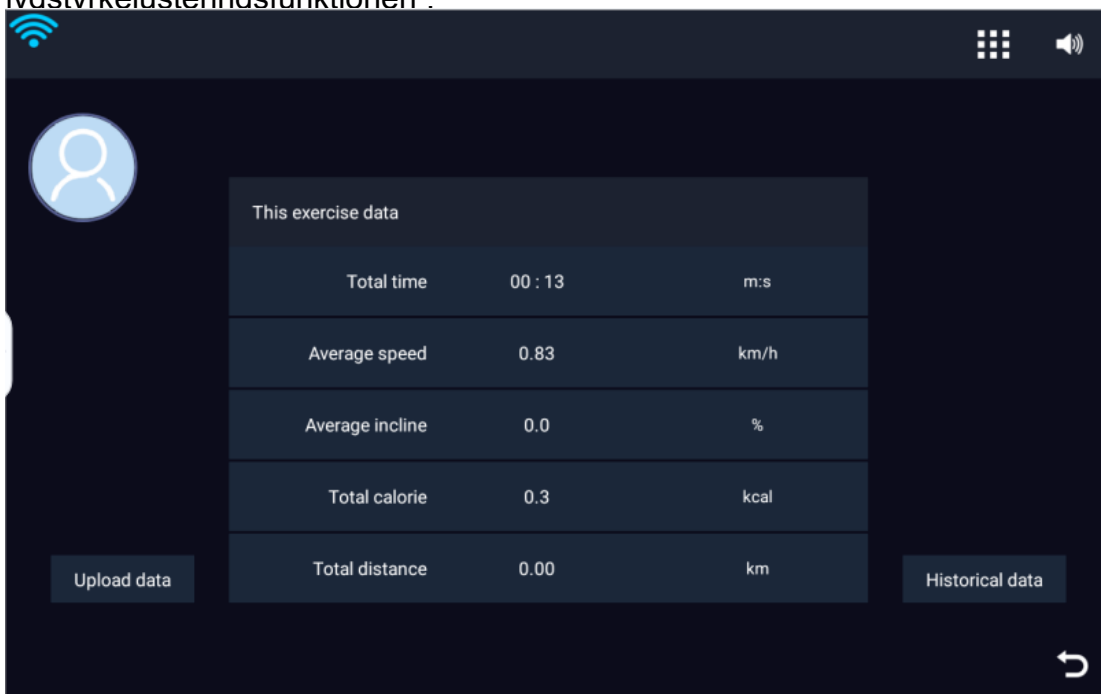 lydstyrkejusteringsfunktionen .
This exercise data
Total time 00 : 13 m:s
Average speed 0.83 km/h
Average incline 0.0 %
Total calorie 0.3 kcal
Total distance 0.00 km
Upload data
Historical data